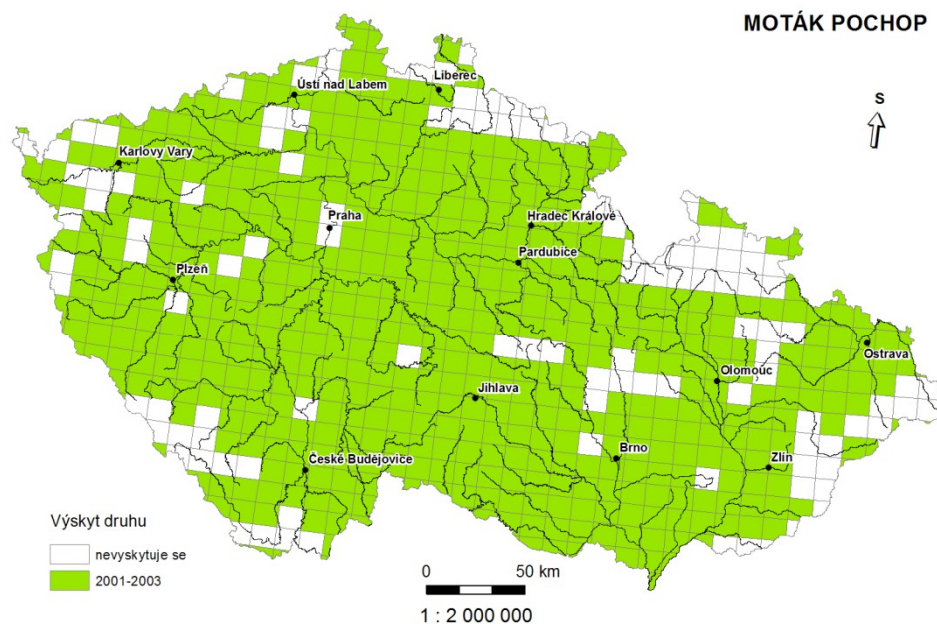 MOTÁK POCHOP
S
Liberec
Ústí nad Labem
Karlovy Vary
Praha
Hradec Králové
Pardubice
Plzeň
Ostrava
Olomouc
Jihlava
Brno
Zlín
České Budějovice
Výskyt druhu
nevyskytuje se
2001-2003
0 50 km
1 : 2 000 000